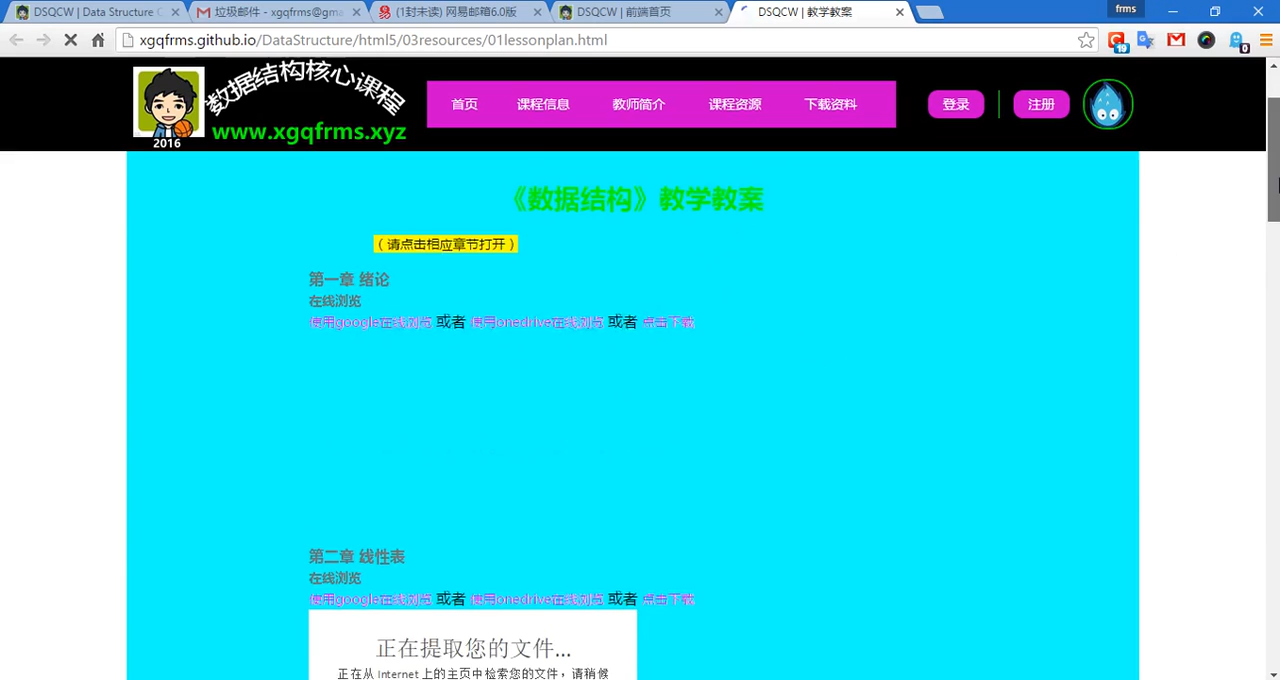 DSQCW | Data Structure C
垃圾邮件 - xgqfrms@gma
(1封未读) 网易邮箱6.0版
DSQCW | 前端首页
DSQCW | 教学教案
frms
xgqfrms.github.io/DataStructure/html5/03resources/01lessonplan.html
19
0
数据结构核心课程
www.xgqfrms.xyz
2016
首页
课程信息
教师简介
课程资源
下载资料
登录
注册
《数据结构》教学教案
（请点击相应章节打开）
第一章 绪论
在线浏览
使用google在线浏览 或者 使用onedrive在线浏览 或者 点击下载
第二章 线性表
在线浏览
使用google在线浏览 或者 使用onedrive在线浏览 或者 点击下载
正在提取您的文件...
正在从 Internet 上的主页中检索您的文件，请稍候